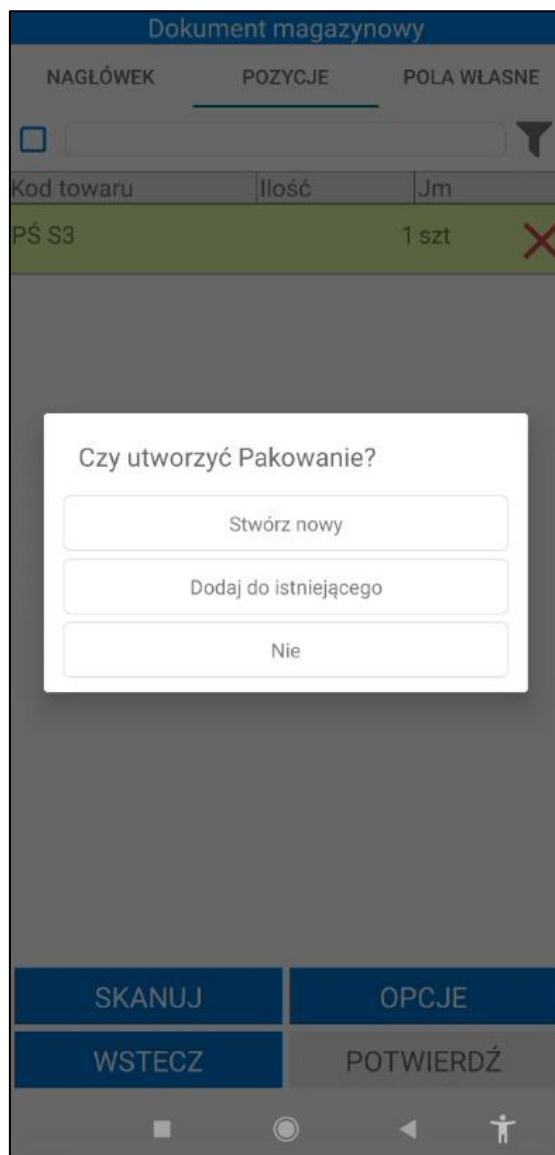 Dokument magazynowy
NAGŁÓWEK POZYCJE POLA WŁASNE
Kod towaru Ilość Jm
PŚ S3 1 szt
Czy utworzyć Pakowanie?
Stwórz nowy
Dodaj do istniejącego
Nie
SKANUJ OPCJE
WSTECZ POTWIERDŹ